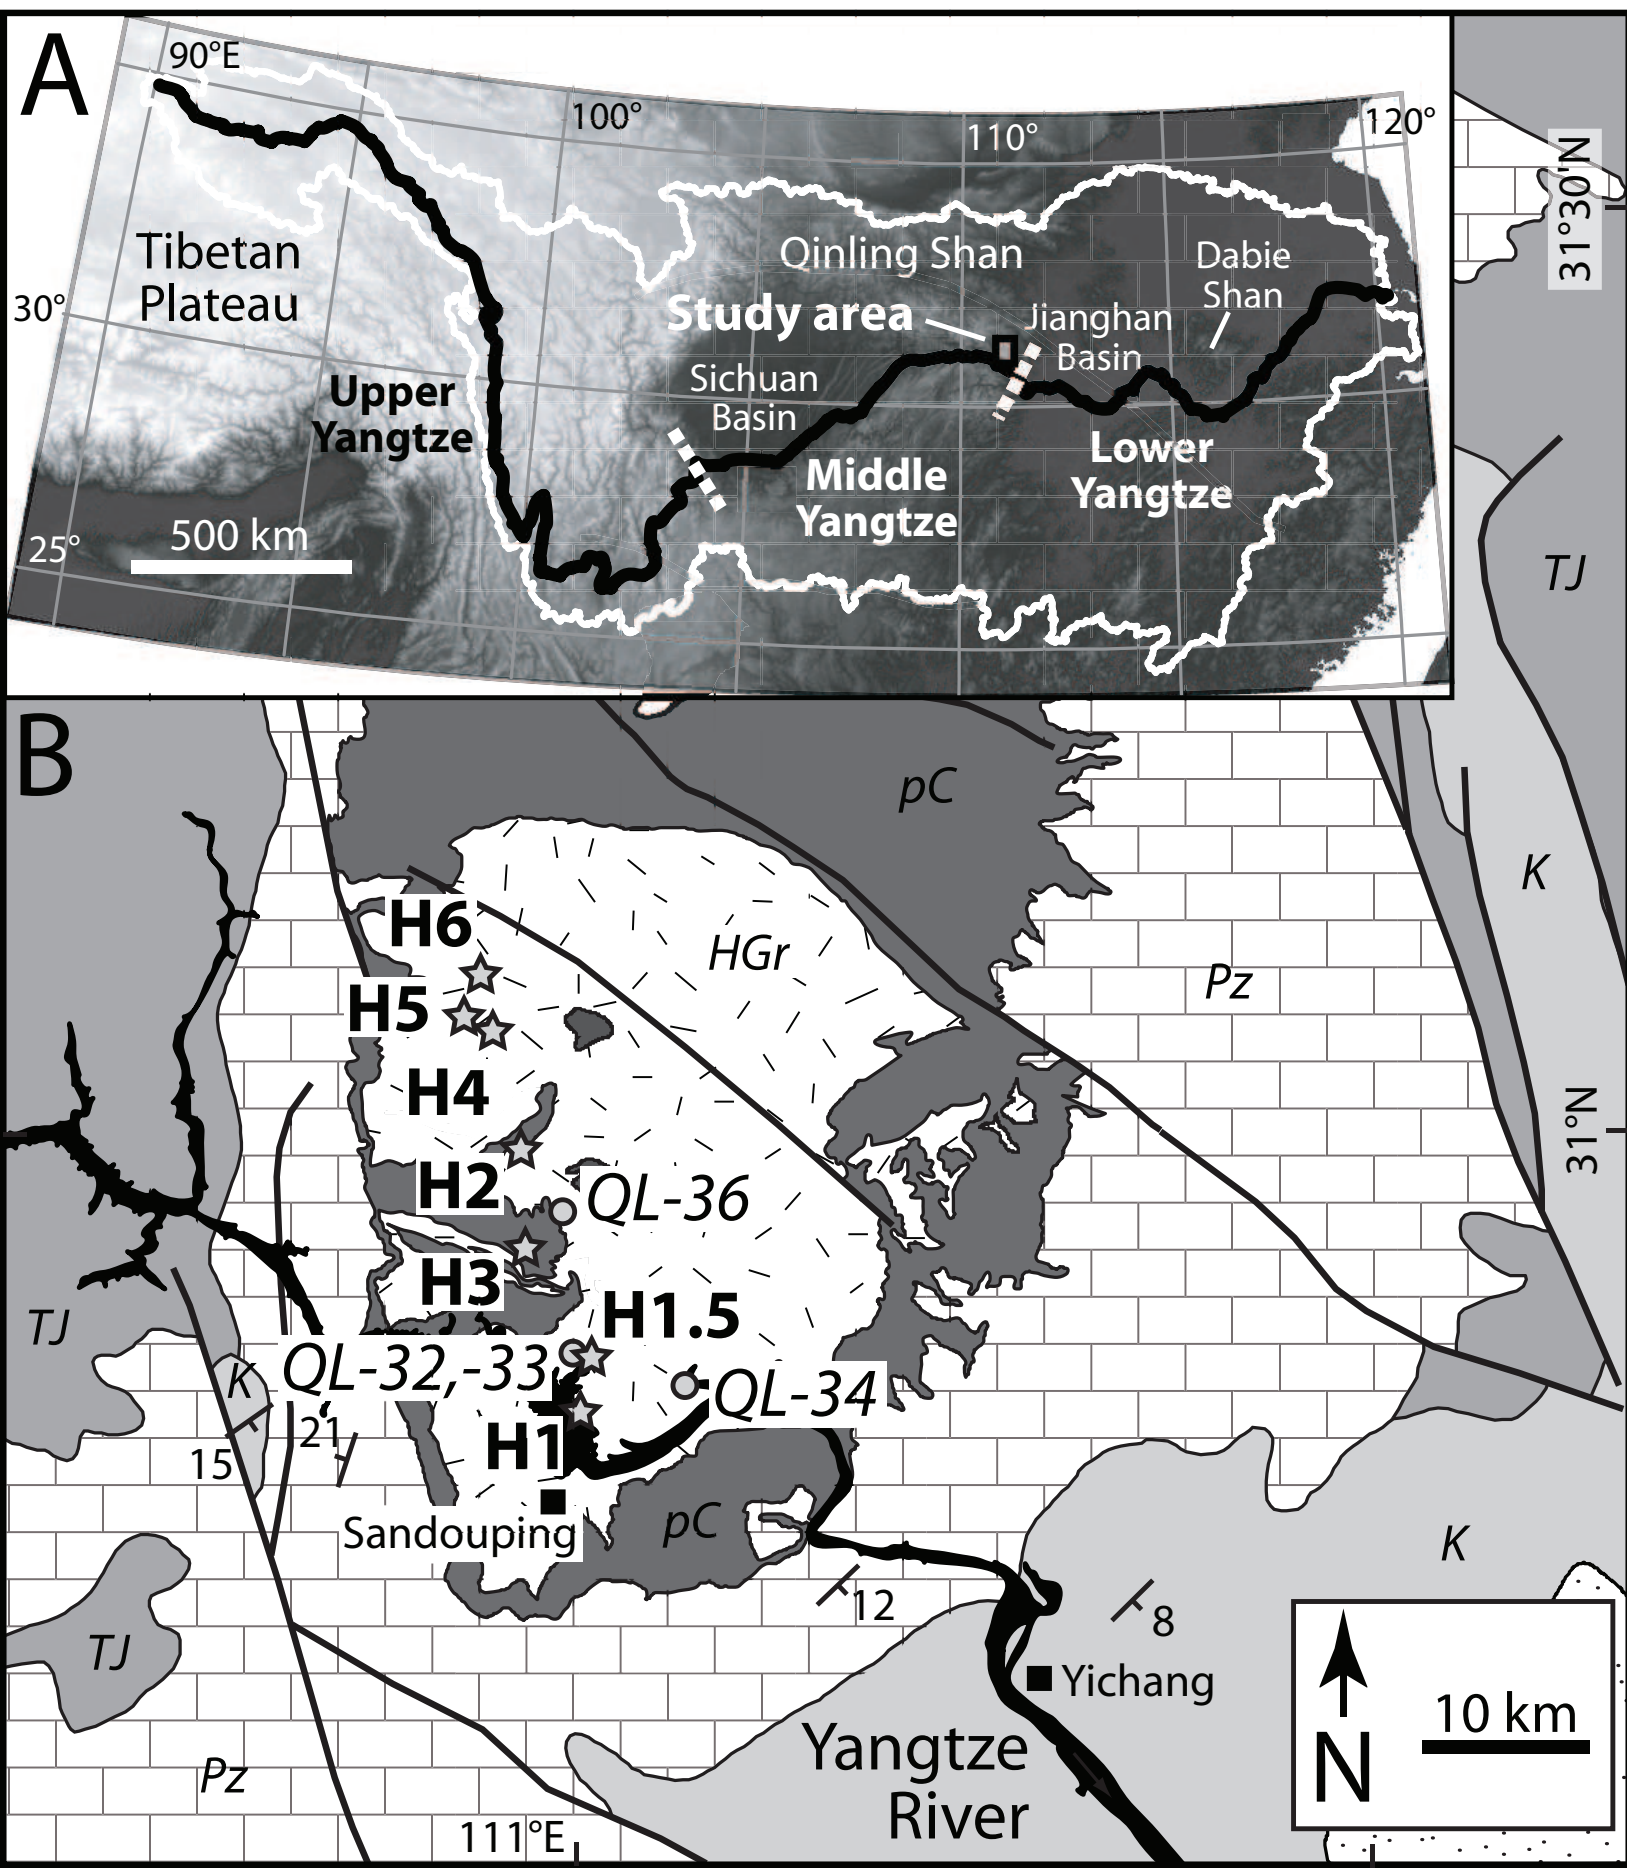 A
90°E
100°
110°
120°
Tibetan
Plateau
30°
Qinling Shan
Dabie
Shan
Study area
Jianghan
Basin
Sichuan
Basin
Upper
Yangtze
Middle
Yangtze
Lower
Yangtze
500 km
25°
31°30'N
TJ
B
pC
K
H6
HGr
Pz
H5
H4
31°N
H2
QL-36
H3
H1.5
TJ
K
QL-32,-33
QL-34
21
15
H1
Sandouping
pC
K
12
8
TJ
Yichang
10 km
N
Yangtze
River
Pz
111°E